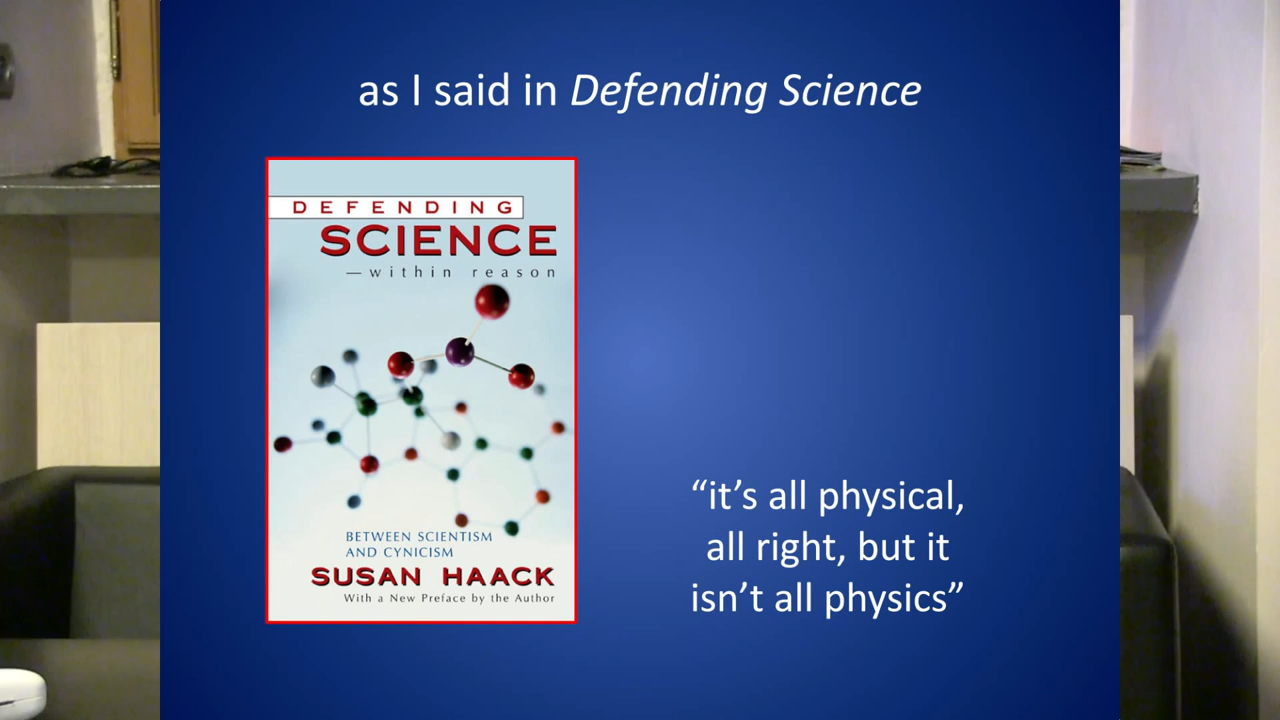 as I said in Defending Science
DEFENDING
SCIENCE
—within reason
BETWEEN SCIENTISM
AND CYNICISM
SUSAN HAACK
With a New Preface by the Author
“it’s all physical,
all right, but it
isn’t all physics”